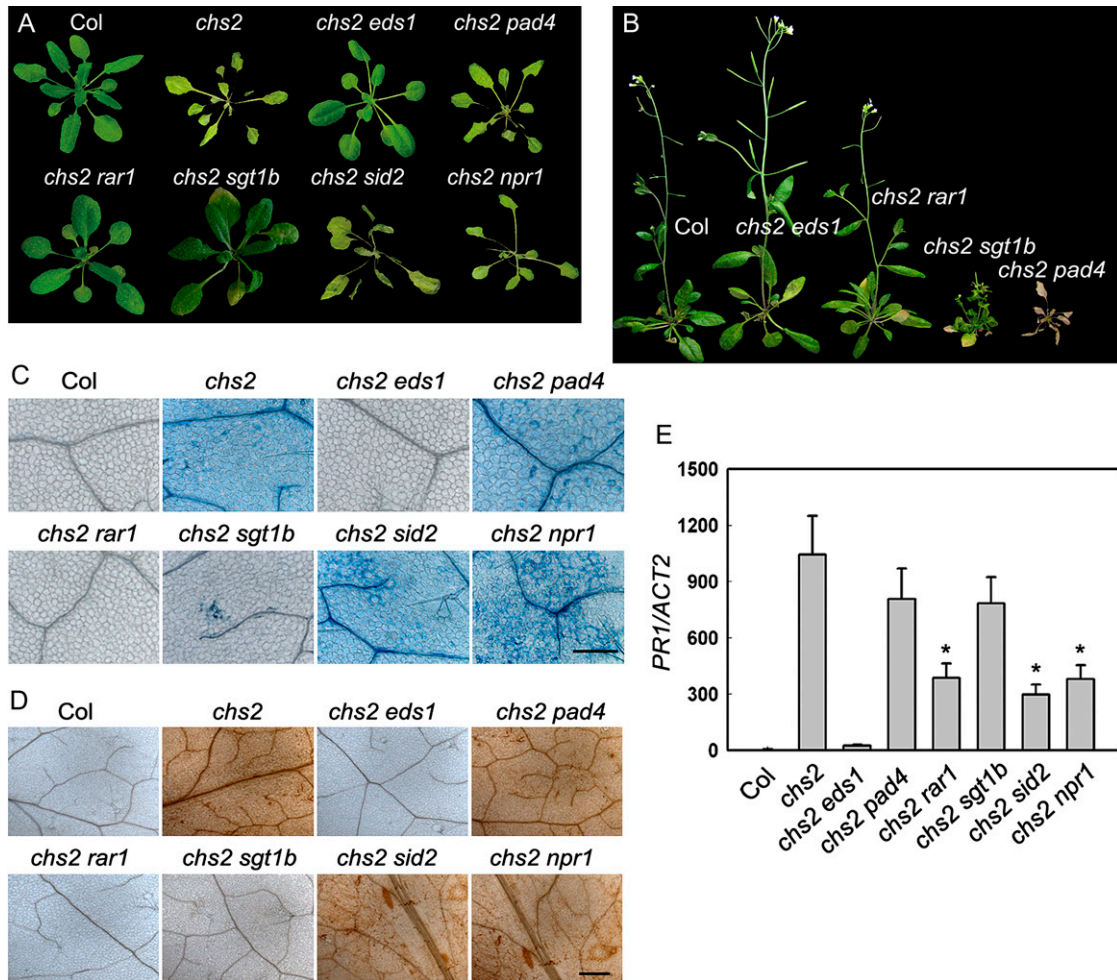 A
Col chs2 chs2 eds1 chs2 pad4
chs2 rar1 chs2 sgt1b chs2 sid2 chs2 npr1
B
Col
chs2 eds1
chs2 rar1
chs2 sgt1b
chs2 pad4
C
Col chs2 chs2 eds1 chs2 pad4
chs2 rar1 chs2 sgt1b chs2 sid2 chs2 npr1
D
Col chs2 chs2 eds1 chs2 pad4
chs2 rar1 chs2 sgt1b chs2 sid2 chs2 npr1
E
PR1/ACT2
1500
1200
900
600
300
0
* * *
Col
chs2
chs2 eds1
chs2 pad4
chs2 rar1
chs2 sgt1b
chs2 sid2
chs2 npr1